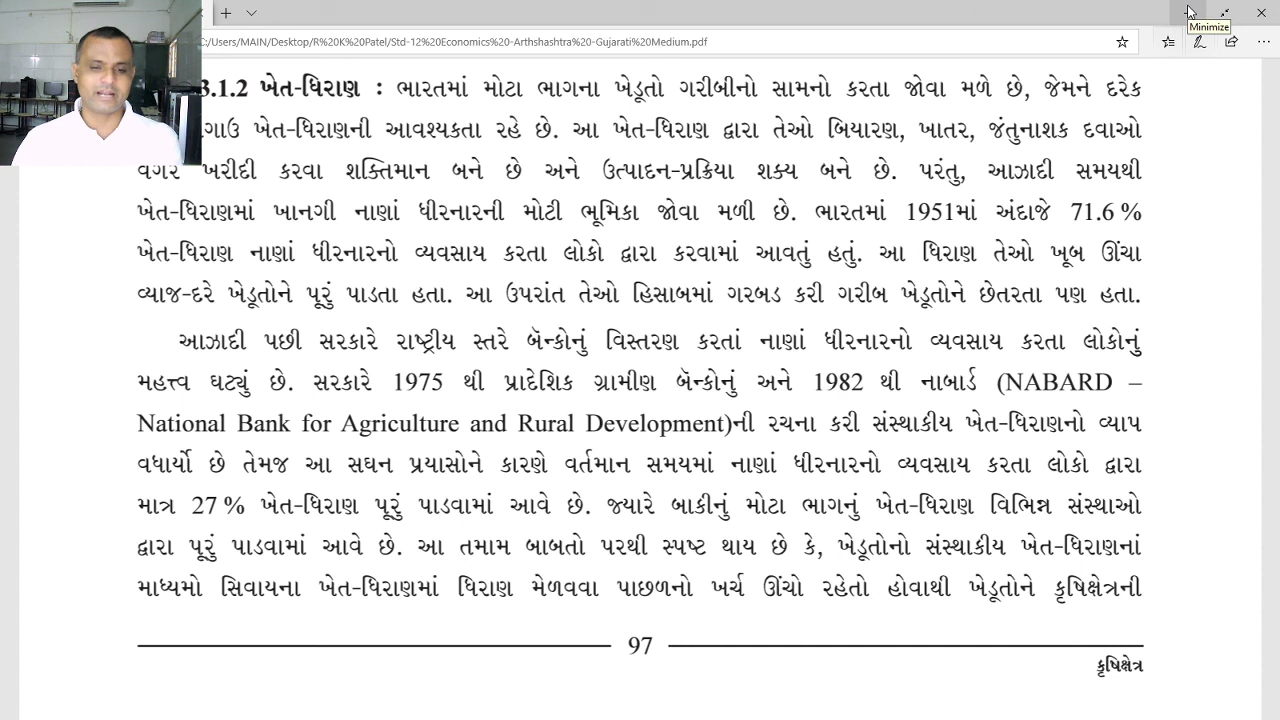 Minimize
C:/Users/MAIN/Desktop/R%20K%20Patel/Std-12%20Economics%20-Arthshashtra%20-Gujarati%20Medium.pdf
3.1.2 ખેત-ધિરાણ : ભારતમાં મોટા ભાગના ખેડૂતો ગરીબીનો સામનો કરતા જોવા મળે છે, જેમને દરેક
ગાઉ ખેત-ધિરાણની આવશ્યકતા રહે છે. આ ખેત-ધિરાણ દ્વારા તેઓ બિયારણ, ખાતર, જંતુનાશક દવાઓ
વગેરે ખરીદી કરવા શક્તિમાન બને છે અને ઉત્પાદન-પ્રક્રિયા શક્ય બને છે. પરંતુ, આઝાદી સમયથી
ખેત-ધિરાણમાં ખાનગી નાણાં ધીરનારની મોટી ભૂમિકા જોવા મળી છે. ભારતમાં 1951માં અંદાજે 71.6 %
ખેત-ધિરાણ નાણાં ધીરનારનો વ્યવસાય કરતા લોકો દ્વારા કરવામાં આવતું હતું. આ ધિરાણ તેઓ ખૂબ ઊંચા
વ્યાજ-દરે ખેડૂતોને પૂરું પાડતા હતા. આ ઉપરાંત તેઓ હિસાબમાં ગરબડ કરી ગરીબ ખેડૂતોને છેતરતા પણ હતા.
આઝાદી પછી સરકારે રાષ્ટ્રીય સ્તરે બૅન્કોનું વિસ્તરણ કરતાં નાણાં ધીરનારનો વ્યવસાય કરતા લોકોનું
મહત્ત્વ ઘટ્યું છે. સરકારે 1975 થી પ્રાદેશિક ગ્રામીણ બૅન્કોનું અને 1982 થી નાબાર્ડ (NABARD –
National Bank for Agriculture and Rural Development)ની રચના કરી સંસ્થાકીય ખેત-ધિરાણનો વ્યાપ
વધાર્યો છે તેમજ આ સઘન પ્રયાસોને કારણે વર્તમાન સમયમાં નાણાં ધીરનારનો વ્યવસાય કરતા લોકો દ્વારા
માત્ર 27 % ખેત-ધિરાણ પૂરું પાડવામાં આવે છે. જ્યારે બાકીનું મોટા ભાગનું ખેત-ધિરાણ વિભિન્ન સંસ્થાઓ
દ્વારા પૂરું પાડવામાં આવે છે. આ તમામ બાબતો પરથી સ્પષ્ટ થાય છે કે, ખેડૂતોનો સંસ્થાકીય ખેત-ધિરાણનાં
માધ્યમો સિવાયના ખેત-ધિરાણમાં ધિરાણ મેળવવા પાછળનો ખર્ચ ઊંચો રહેતો હોવાથી ખેડૂતોને કૃષિક્ષેત્રની
97
કૃષિક્ષેત્ર